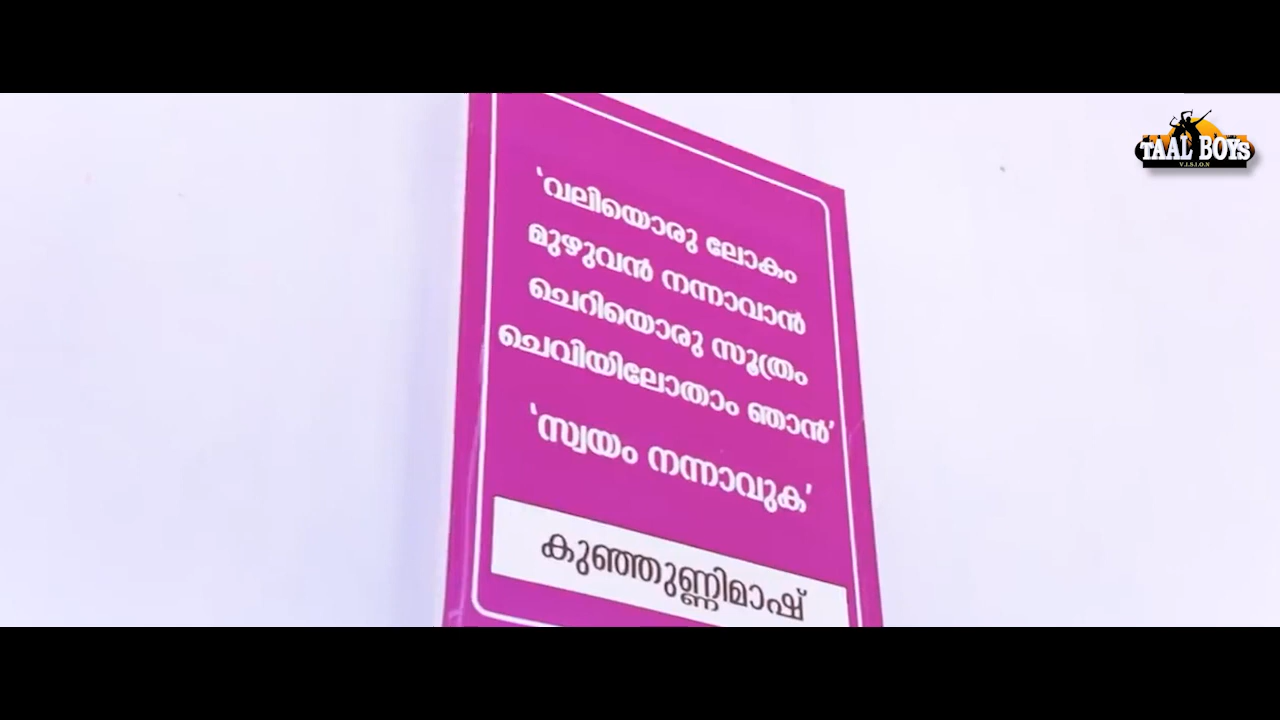 'വലിയൊരു ലോകം
മുഴുവൻ നന്നാവാൻ
ചെറിയൊരു സൂത്രം
ചെവിയിലോതാം ഞാൻ'
'സ്വയം നന്നാവുക'
കുഞ്ഞുണ്ണിമാഷ്
TAAL BOYS
V.I.S.I.O.N